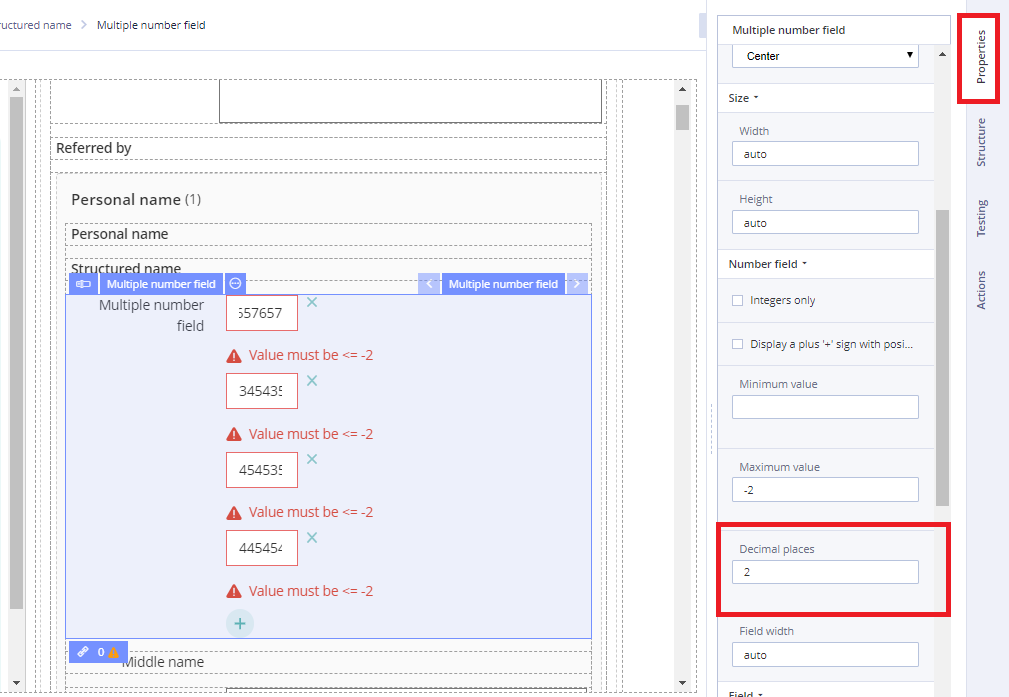 ructured name > Multiple number field
Referred by
Personal name (1)
Personal name
Structured name
Multiple number field
Multiple number field
Multiple number
field
657657
Value must be <= -2
345435
Value must be <= -2
454535
Value must be <= -2
445454
Value must be <= -2
0
Middle name
Multiple number field
Center
Size
Width
auto
Height
auto
Number field
Integers only
Display a plus '+' sign with posi...
Minimum value
Maximum value
-2
Decimal places
2
Field width
auto
Field
Properties
Structure
Testing
Actions